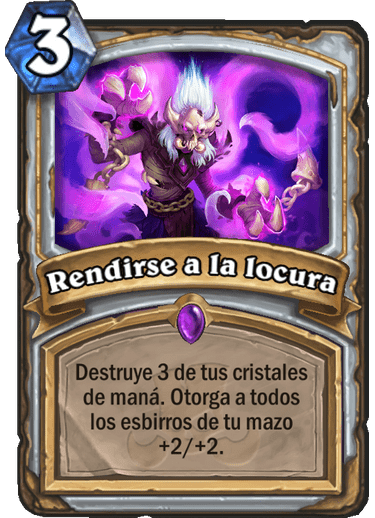 3
Rendirse a la locura
Destruye 3 de tus cristales
de maná. Otorga a todos
los esbirros de tu mazo
+2/+2.